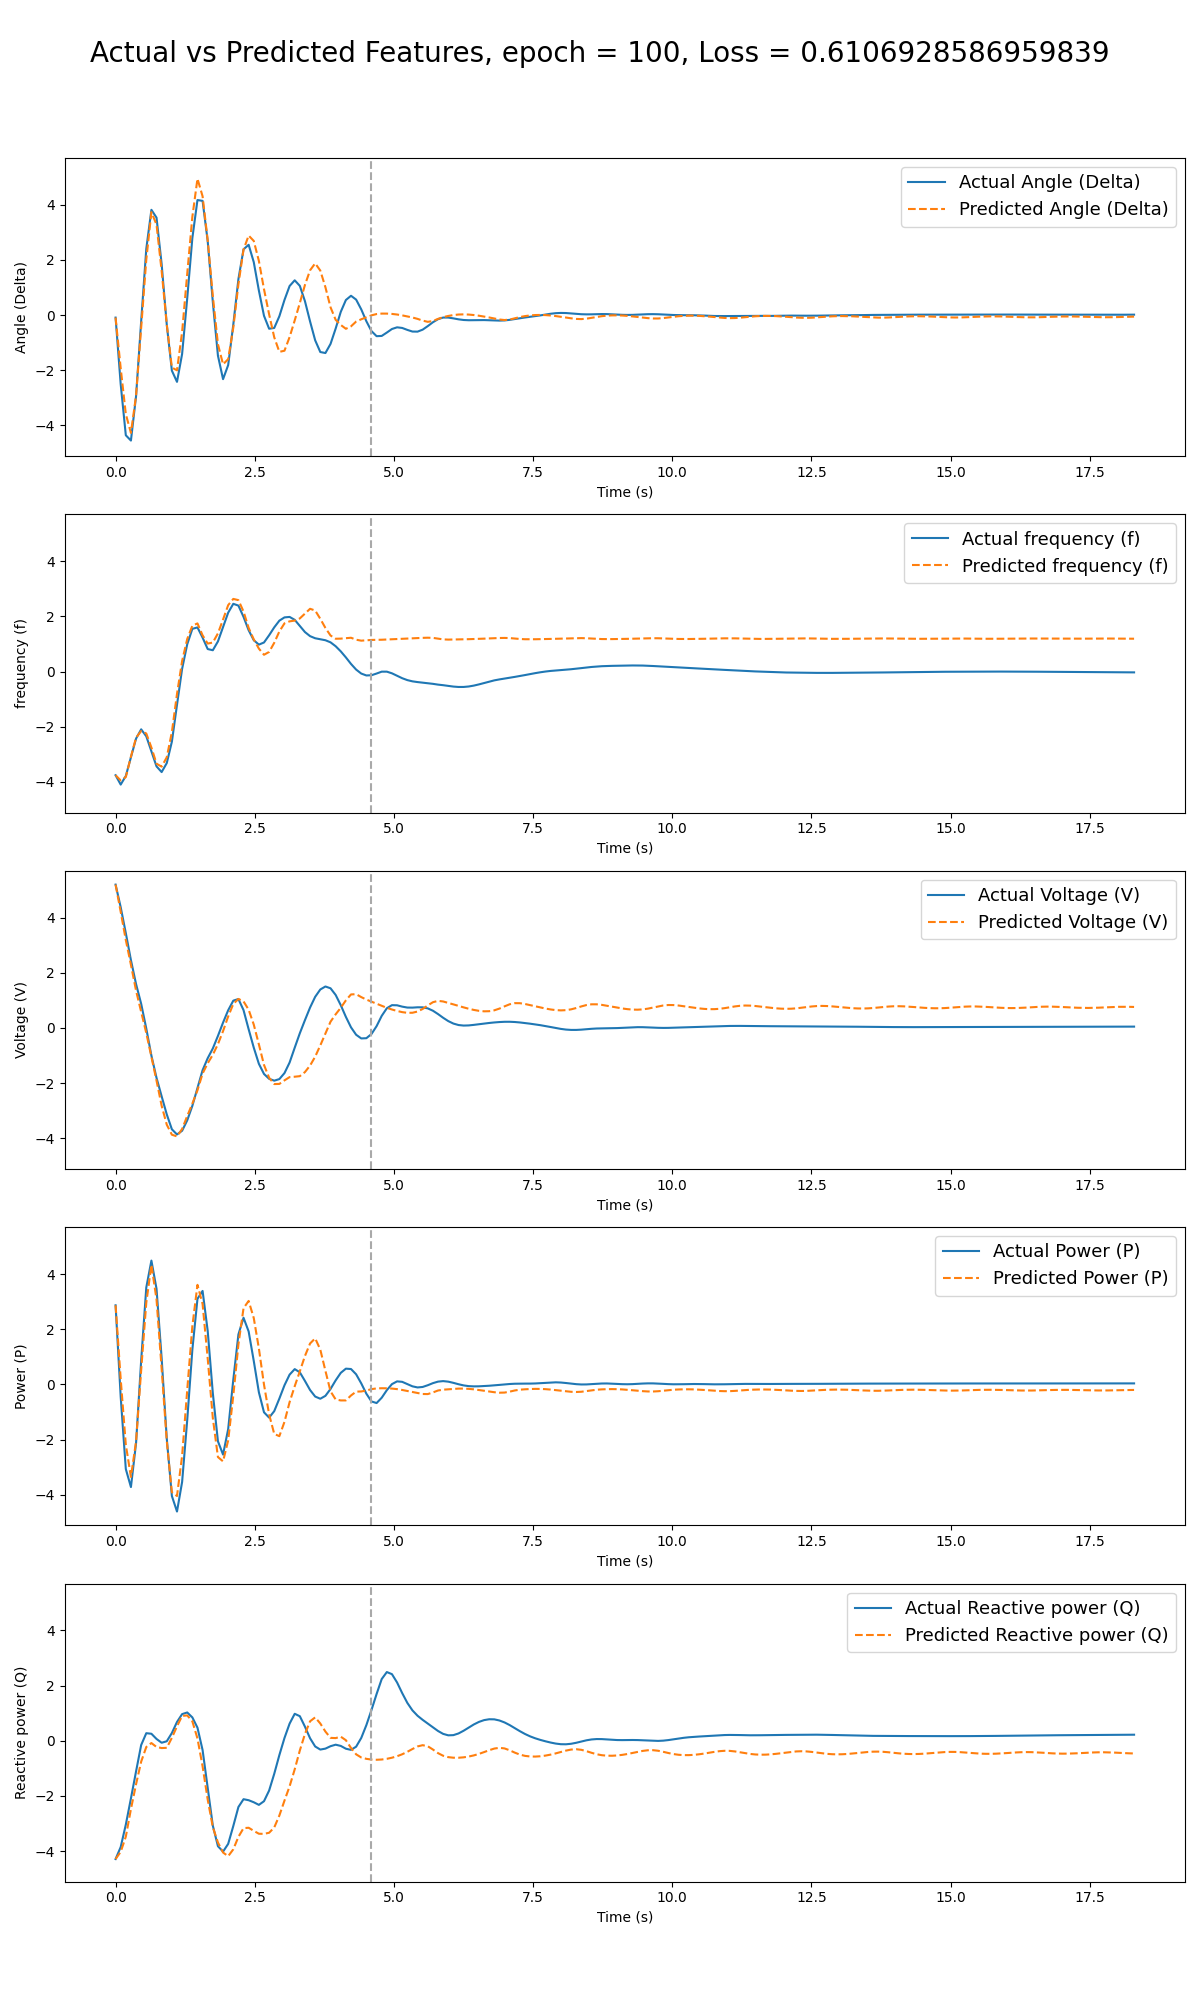 Actual vs Predicted Features, epoch = 100, Loss = 0.6106928586959839
Actual Angle (Delta)
Predicted Angle (Delta)
Angle (Delta)
4
2
0
−2
−4
0.0 2.5 5.0 7.5 10.0 12.5 15.0 17.5
Time (s)
Actual frequency (f)
Predicted frequency (f)
frequency (f)
4
2
0
−2
−4
0.0 2.5 5.0 7.5 10.0 12.5 15.0 17.5
Time (s)
Actual Voltage (V)
Predicted Voltage (V)
Voltage (V)
4
2
0
−2
−4
0.0 2.5 5.0 7.5 10.0 12.5 15.0 17.5
Time (s)
Actual Power (P)
Predicted Power (P)
Power (P)
4
2
0
−2
−4
0.0 2.5 5.0 7.5 10.0 12.5 15.0 17.5
Time (s)
Actual Reactive power (Q)
Predicted Reactive power (Q)
Reactive power (Q)
4
2
0
−2
−4
0.0 2.5 5.0 7.5 10.0 12.5 15.0 17.5
Time (s)